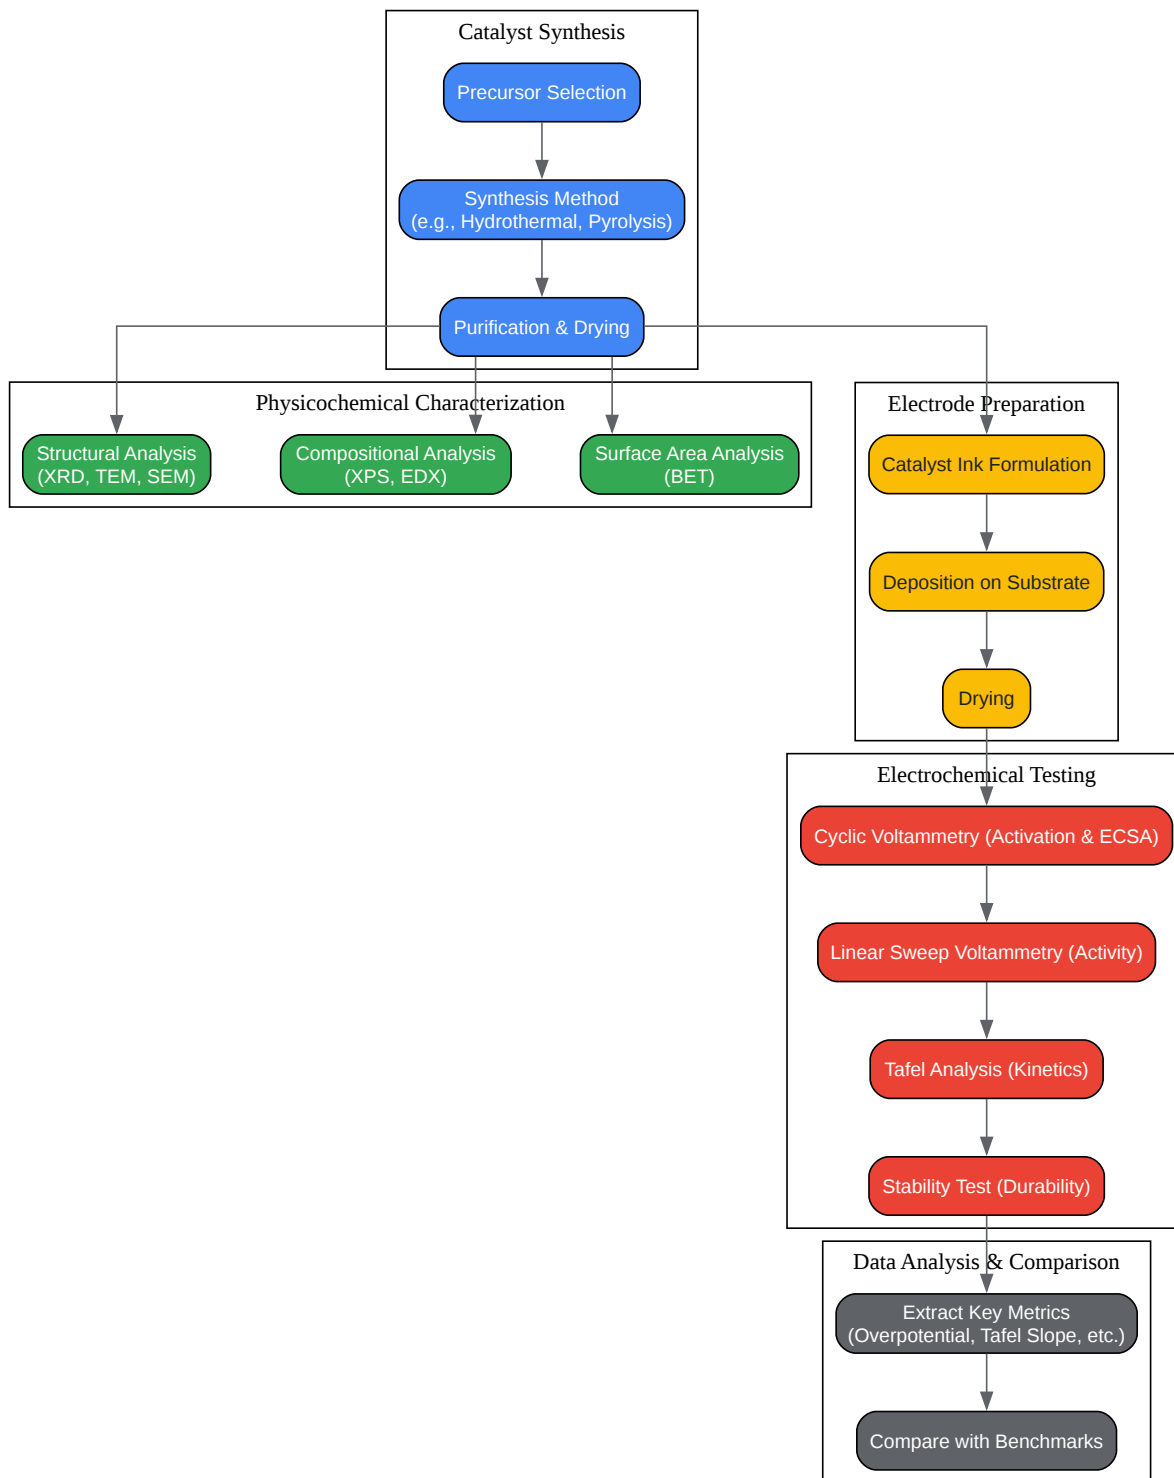 Catalyst Synthesis
Precursor Selection
Synthesis Method
(e.g., Hydrothermal, Pyrolysis)
Purification & Drying
Physicochemical Characterization
Structural Analysis
(XRD, TEM, SEM)
Compositional Analysis
(XPS, EDX)
Surface Area Analysis
(BET)
Electrode Preparation
Catalyst Ink Formulation
Deposition on Substrate
Drying
Electrochemical Testing
Cyclic Voltammetry (Activation & ECSA)
Linear Sweep Voltammetry (Activity)
Tafel Analysis (Kinetics)
Stability Test (Durability)
Data Analysis & Comparison
Extract Key Metrics
(Overpotential, Tafel Slope, etc.)
Compare with Benchmarks